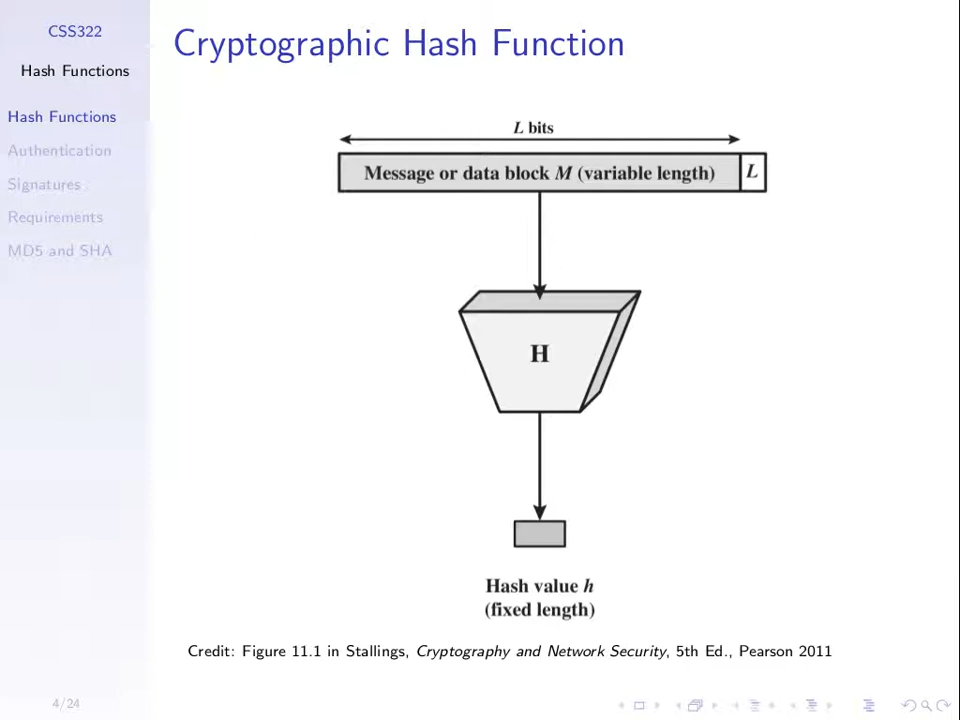 CSS322
Hash Functions
Hash Functions
Authentication
Signatures
Requirements
MD5 and SHA
Cryptographic Hash Function
L bits
Message or data block M (variable length) L
H
Hash value h
(fixed length)
Credit: Figure 11.1 in Stallings, Cryptography and Network Security, 5th Ed., Pearson 2011
4/24